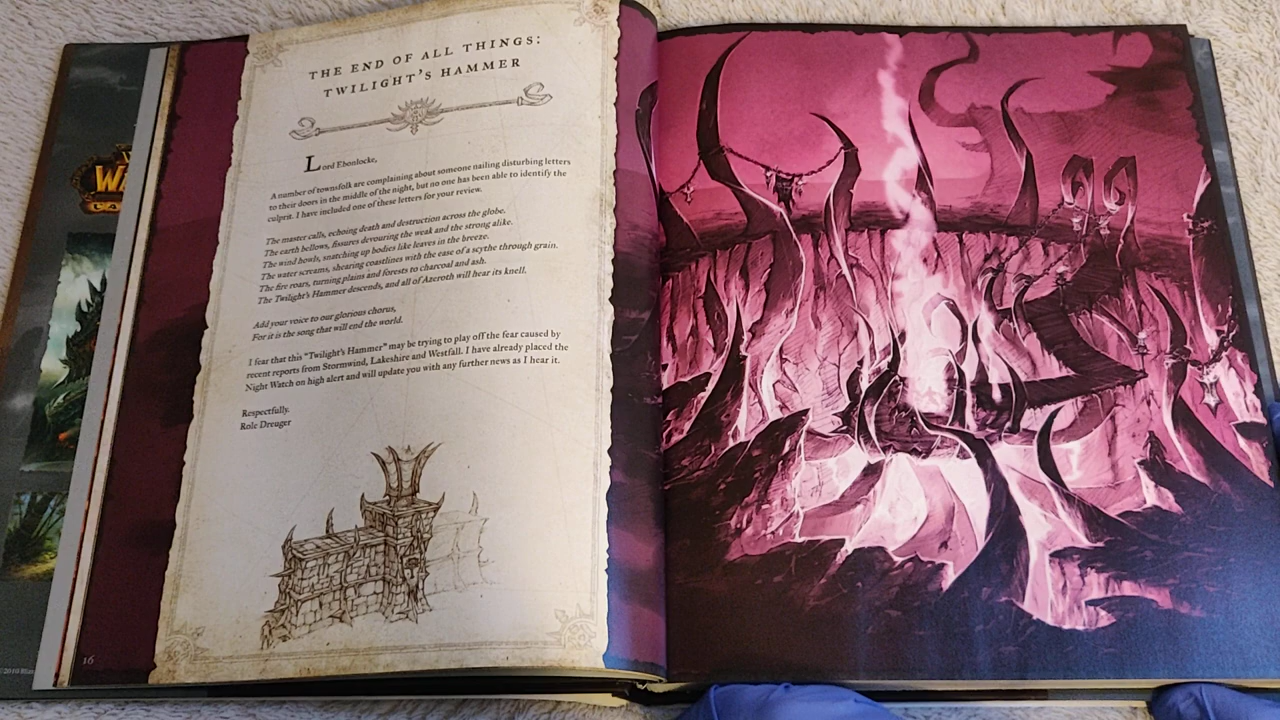 THE END OF ALL THINGS:
TWILIGHT'S HAMMER
Lord Ebonlocke,
A number of townsfolk are complaining about someone nailing disturbing letters
to their doors in the middle of the night, but no one has been able to identify the
culprit. I have included one of these letters for your review.
The master calls, echoing death and destruction across the globe.
The earth bellows, fissures devouring the weak and the strong alike.
The wind howls, snatching up bodies like leaves in the breeze.
The water screams, shearing coastlines with the ease of a scythe through grain.
The fire roars, turning plains and forests to charcoal and ash.
The Twilight's Hammer descends, and all of Azeroth will hear its knell.
Add your voice to our glorious chorus,
For it is the song that will end the world.
I fear that this "Twilight's Hammer" may be trying to play off the fear caused by
recent reports from Stormwind, Lakeshire and Westfall. I have already placed the
Night Watch on high alert and will update you with any further news as I hear it.
Respectfully,
Role Dreuger
16
©2010